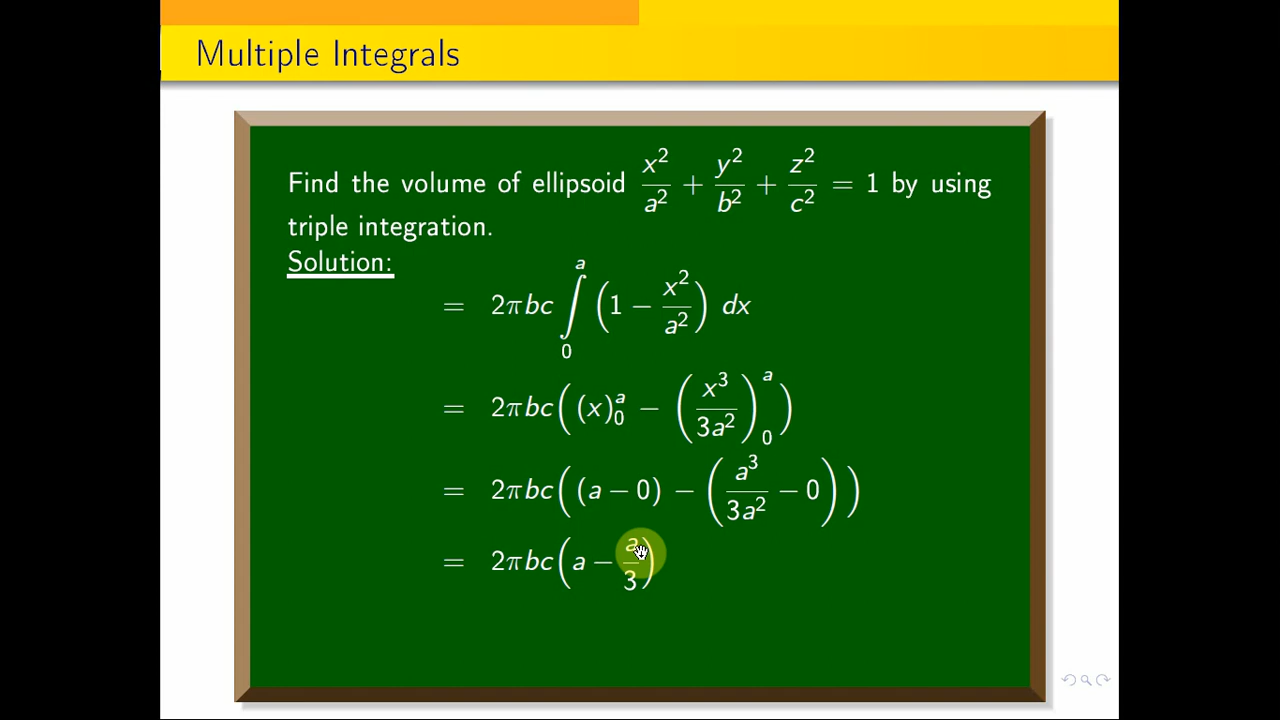 Multiple Integrals
Find the volume of ellipsoid x²/a² + y²/b² + z²/c² = 1 by using
triple integration.
Solution:
= 2πbc ∫₀ᵃ (1 − x²/a²) dx
= 2πbc((x)₀ᵃ − (x³/3a²)₀ᵃ)
= 2πbc((a − 0) − (a³/3a² − 0))
= 2πbc(a − a/3)